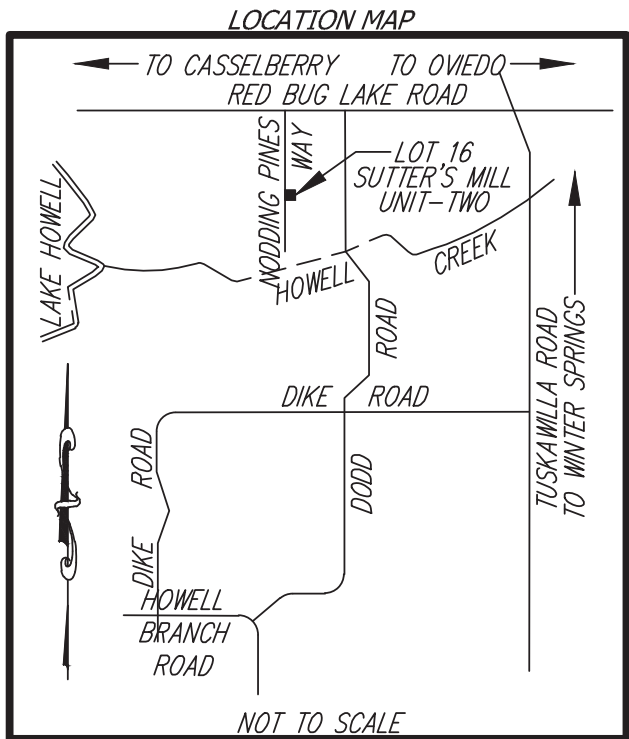 LOCATION MAP
TO CASSELBERRY
TO OVIEDO
RED BUG LAKE ROAD
NODDING PINES
WAY
LOT 16
SUTTER'S MILL
UNIT-TWO
LAKE HOWELL
HOWELL
CREEK
ROAD
DIKE ROAD
TUSKAWILLA ROAD
TO WINTER SPRINGS
ROAD
DODD
DIKE
HOWELL
BRANCH
ROAD
NOT TO SCALE